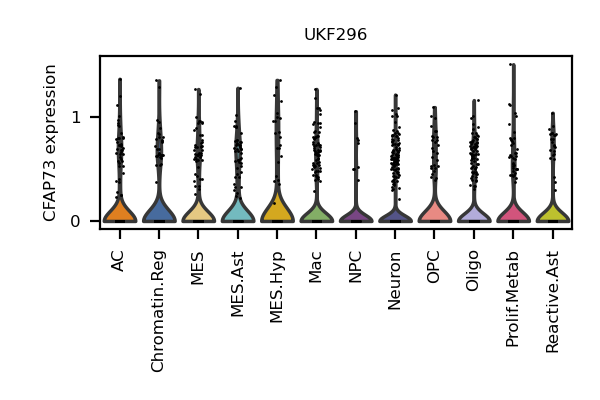 UKF296
CFAP73 expression
1
0
AC
Chromatin.Reg
MES
MES.Ast
MES.Hyp
Mac
NPC
Neuron
OPC
Oligo
Prolif.Metab
Reactive.Ast